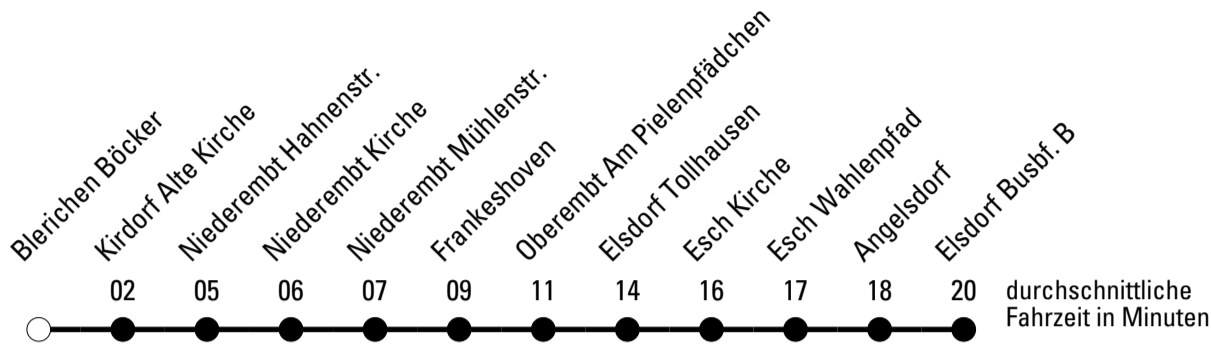 Blerichen Böcker
Kirdorf Alte Kirche
Niederembt Hahnenstr.
Niederembt Kirche
Niederembt Mühlenstr.
Frankeshoven
Oberembt Am Pielenpfädchen
Elsdorf Tollhausen
Esch Kirche
Esch Wahlenpfad
Angelsdorf
Elsdorf Busbf. B
02 05 06 07 09 11 14 16 17 18 20
durchschnittliche
Fahrzeit in Minuten